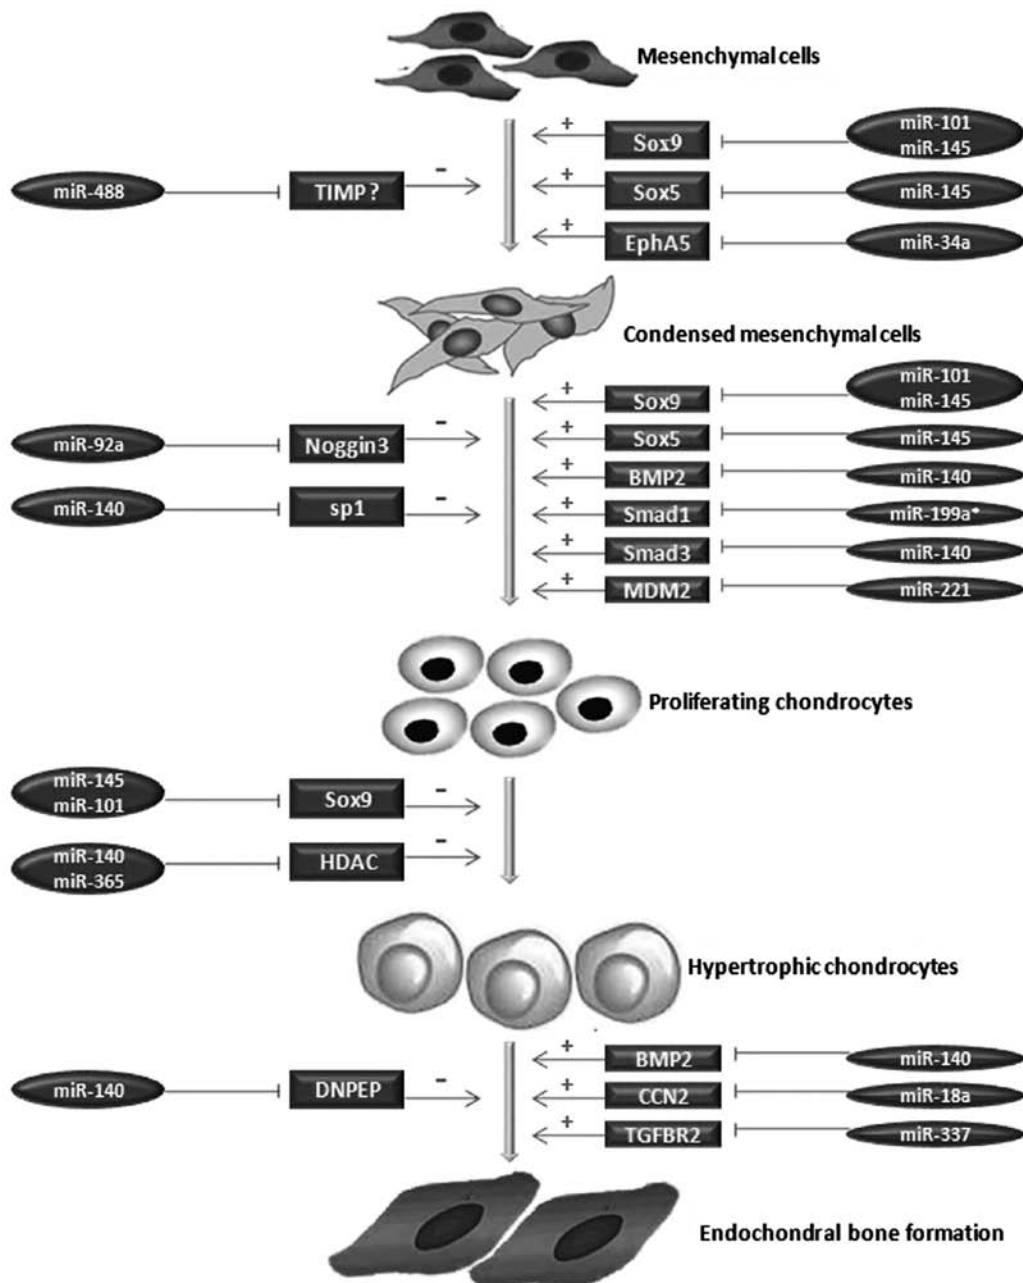 Mesenchymal cells
+
Sox9
miR-101
miR-145
miR-488
TIMP?
-
+
Sox5
miR-145
+
EphA5
miR-34a
Condensed mesenchymal cells
+
Sox9
miR-101
miR-145
miR-92a
Noggin3
-
+
Sox5
miR-145
+
BMP2
miR-140
miR-140
sp1
-
+
Smad1
miR-199a*
+
Smad3
miR-140
+
MDM2
miR-221
Proliferating chondrocytes
miR-145
miR-101
Sox9
-
miR-140
miR-365
HDAC
-
Hypertrophic chondrocytes
+
BMP2
miR-140
miR-140
DNPEP
-
+
CCN2
miR-18a
+
TGFBR2
miR-337
Endochondral bone formation